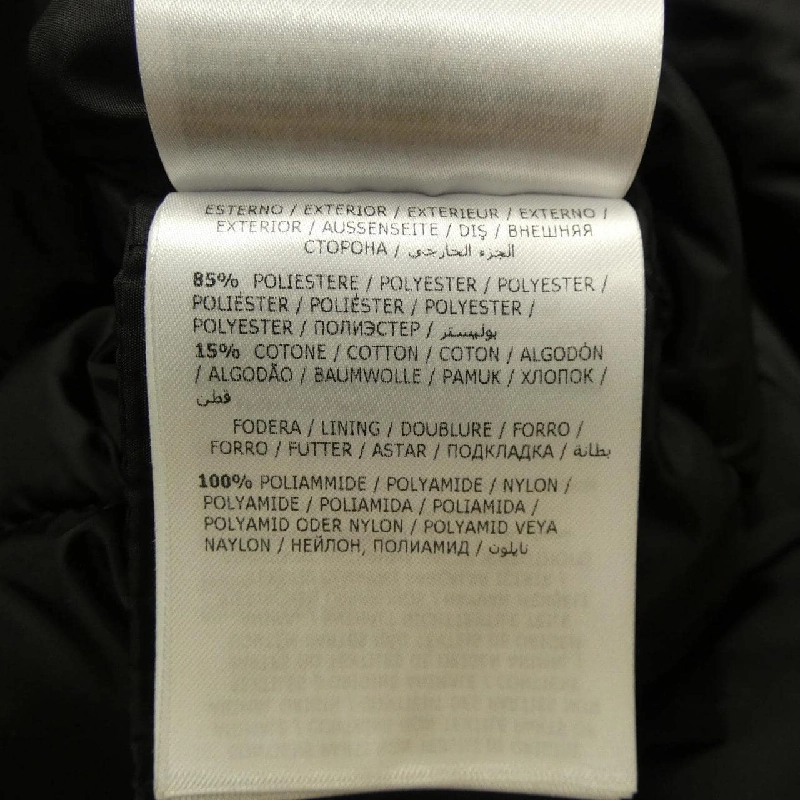 ESTERNO / EXTERIOR / EXTERIEUR / EXTERNO /
EXTERIOR / AUSSENSEITE / DIŞ / ВНЕШНЯЯ
СТОРОНА / الجزء الخارجي
85% POLIESTERE / POLYESTER / POLYESTER /
POLIÉSTER / POLIÉSTER / POLYESTER /
POLYESTER / ПОЛИЭСТЕР / بوليستر
15% COTONE / COTTON / COTON / ALGODÓN
/ ALGODÃO / BAUMWOLLE / PAMUK / ХЛОПОК /
قطن
FODERA / LINING / DOUBLURE / FORRO /
FORRO / FUTTER / ASTAR / ПОДКЛАДКА / بطانة
100% POLIAMMIDE / POLYAMIDE / NYLON /
POLYAMIDE / POLIAMIDA / POLIAMIDA /
POLYAMID ODER NYLON / POLYAMID VEYA
NAYLON / НЕЙЛОН, ПОЛИАМИД / نايلون